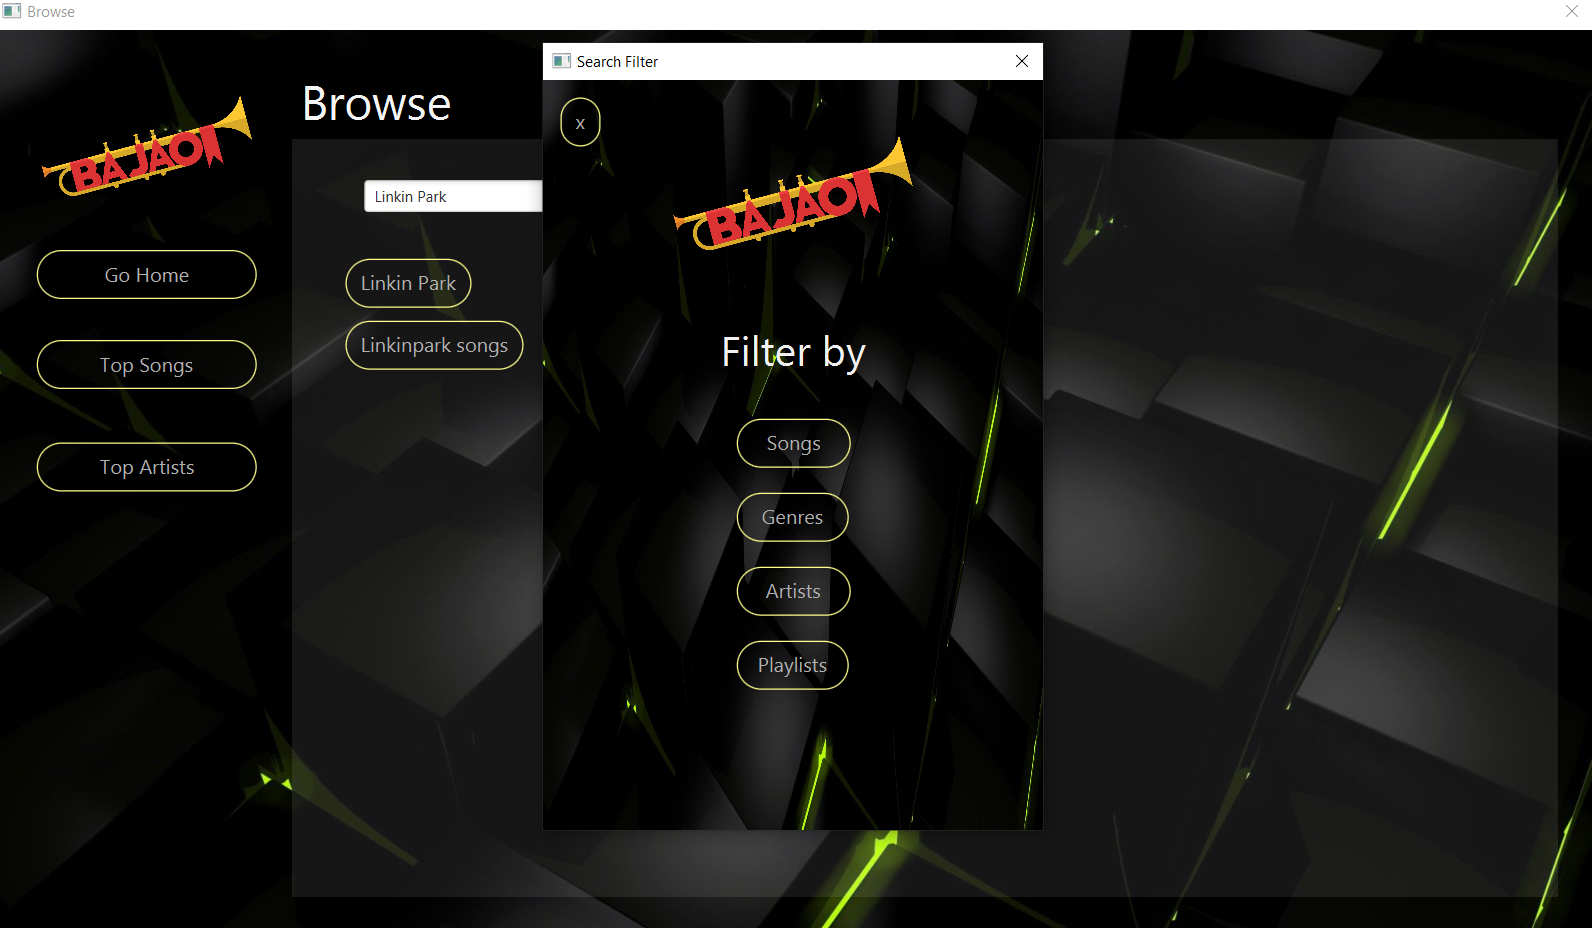 Browse
Browse
BAJAO
Go Home
Top Songs
Top Artists
Linkin Park
Linkin Park
Linkinpark songs
Search Filter
x
BAJAO
Filter by
Songs
Genres
Artists
Playlists